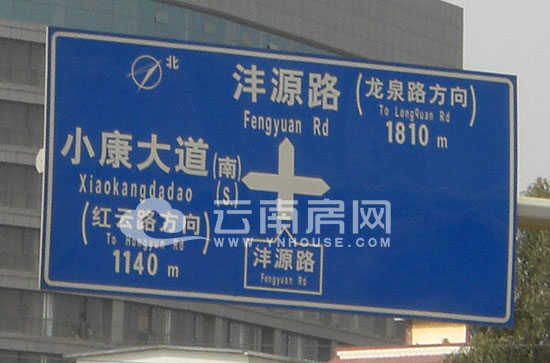 北
沣源路
Fengyuan Rd
(龙泉路方向)
To LongQuan Rd
1810 m
小康大道(南)
Xiaokangdadao (S)
(红云路方向)
To Hongyun Rd
1140 m
沣源路
Fengyuan Rd
云南房网
WWW.YNHOUSE.COM